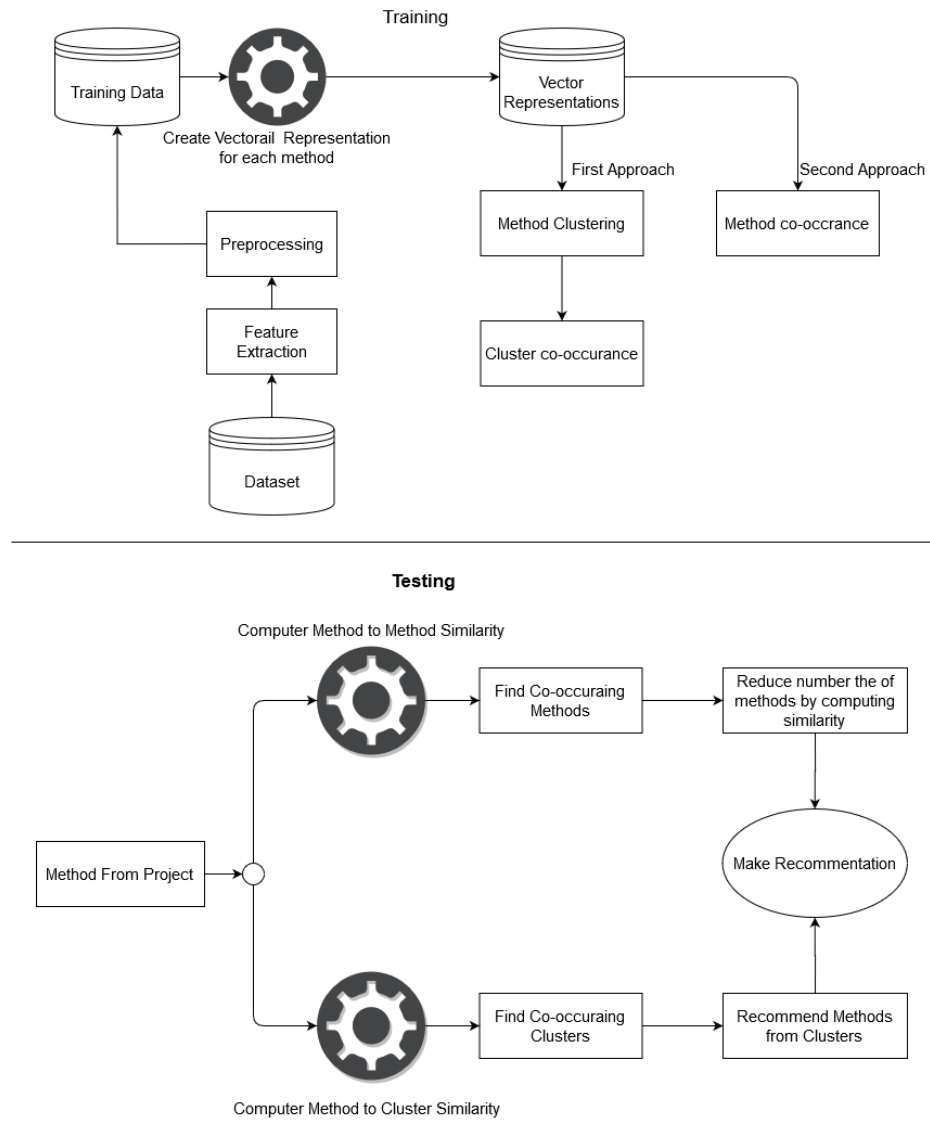 Training
Training Data
Create Vectorail Representation
for each method
Vector
Representations
First Approach
Second Approach
Preprocessing
Method Clustering
Method co-occrance
Feature
Extraction
Cluster co-occurance
Dataset
Testing
Computer Method to Method Similarity
Find Co-occuraing
Methods
Reduce number the of
methods by computing
similarity
Method From Project
Make Recommentation
Find Co-occuraing
Clusters
Recommend Methods
from Clusters
Computer Method to Cluster Similarity